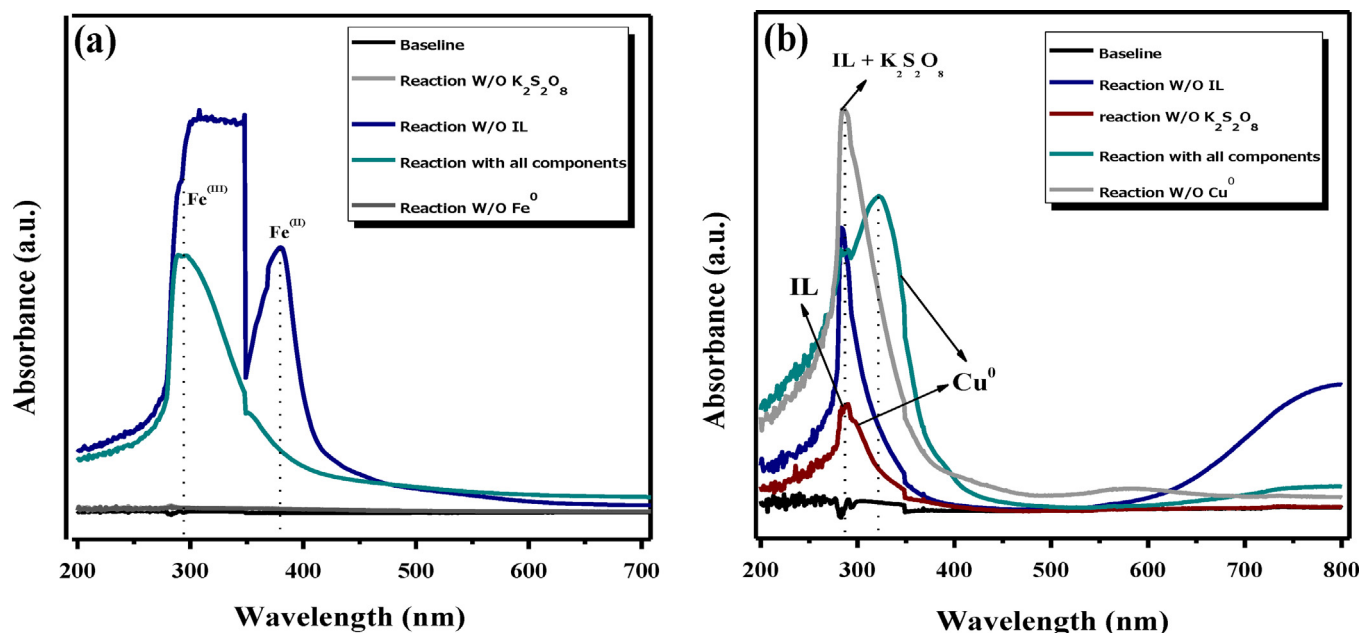 (a)
Baseline
Reaction W/O K₂S₂O₈
Reaction W/O IL
Reaction with all components
Reaction W/O Fe⁰
Fe(III)
Fe(II)
Absorbance (a.u.)
200 300 400 500 600 700
Wavelength (nm)
(b)
IL + K₂S₂O₈
Baseline
Reaction W/O IL
reaction W/O K₂S₂O₈
Reaction with all components
Reaction W/O Cu⁰
IL
Cu⁰
Absorbance (a.u.)
200 300 400 500 600 700 800
Wavelength (nm)